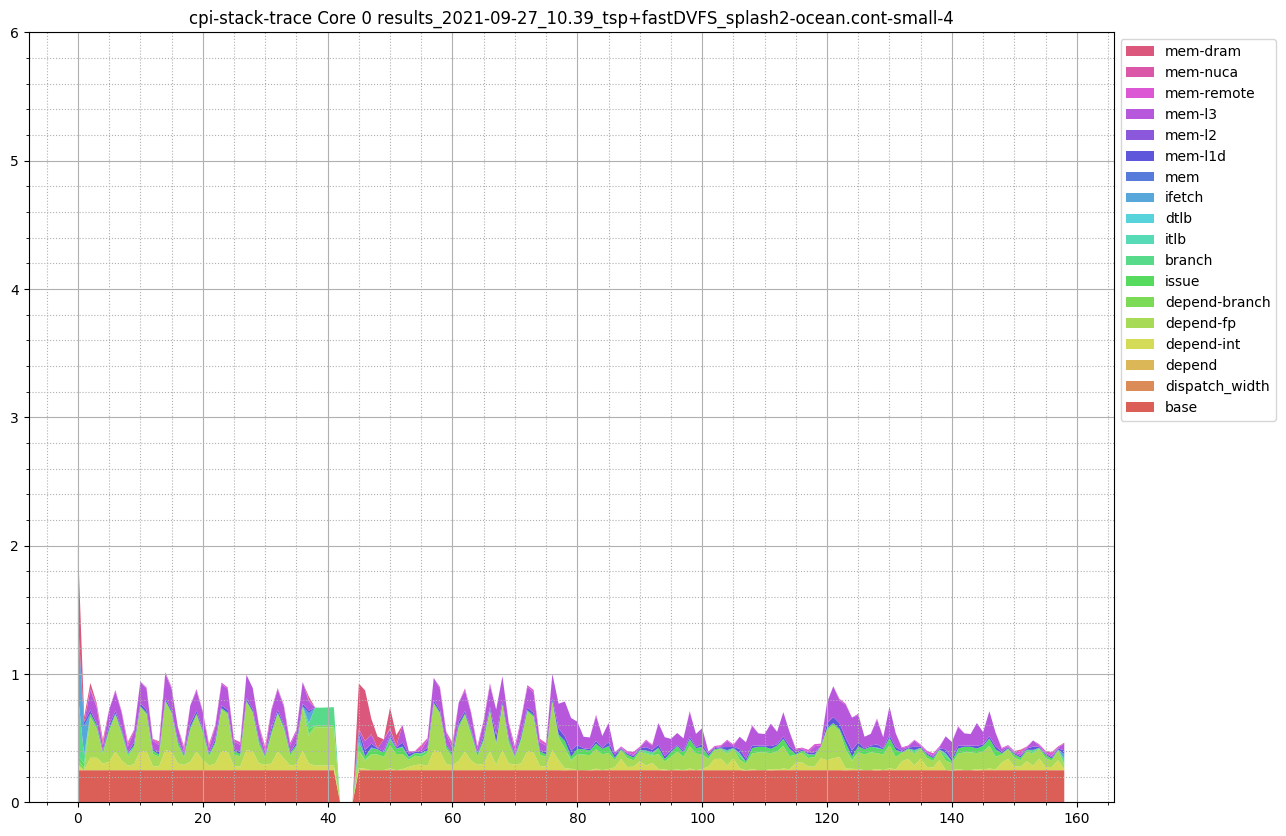 cpi-stack-trace Core 0 results_2021-09-27_10.39_tsp+fastDVFS_splash2-ocean.cont-small-4
6
5
4
3
2
1
0
0 20 40 60 80 100 120 140 160
mem-dram
mem-nuca
mem-remote
mem-l3
mem-l2
mem-l1d
mem
ifetch
dtlb
itlb
branch
issue
depend-branch
depend-fp
depend-int
depend
dispatch_width
base